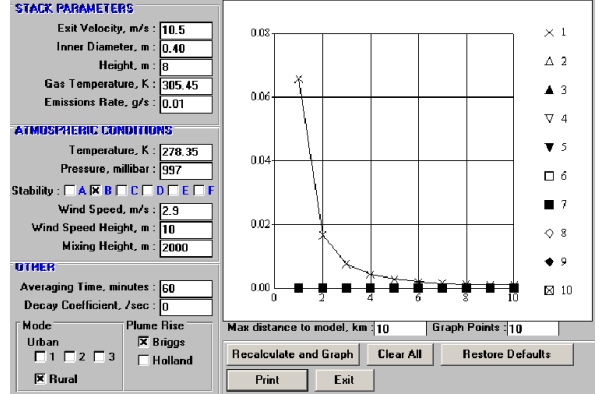 STACK PARAMETERS
Exit Velocity, m/s : 10.5
Inner Diameter, m : 0.40
Height, m : 8
Gas Temperature, K : 305.45
Emissions Rate, g/s : 0.01
ATMOSPHERIC CONDITIONS
Temperature, K : 278.35
Pressure, millibar : 997
Stability : A B C D E F
Wind Speed, m/s : 2.9
Wind Speed Height, m : 10
Mixing Height, m : 2000
OTHER
Averaging Time, minutes : 60
Decay Coefficient, /sec : 0
Mode
Urban
1 2 3
Rural
Plume Rise
Briggs
Holland
0.08
0.06
0.04
0.02
0.00
0 2 4 6 8 10
1
2
3
4
5
6
7
8
9
10
Max distance to model, km : 10 Graph Points : 10
Recalculate and Graph Clear All Restore Defaults
Print Exit